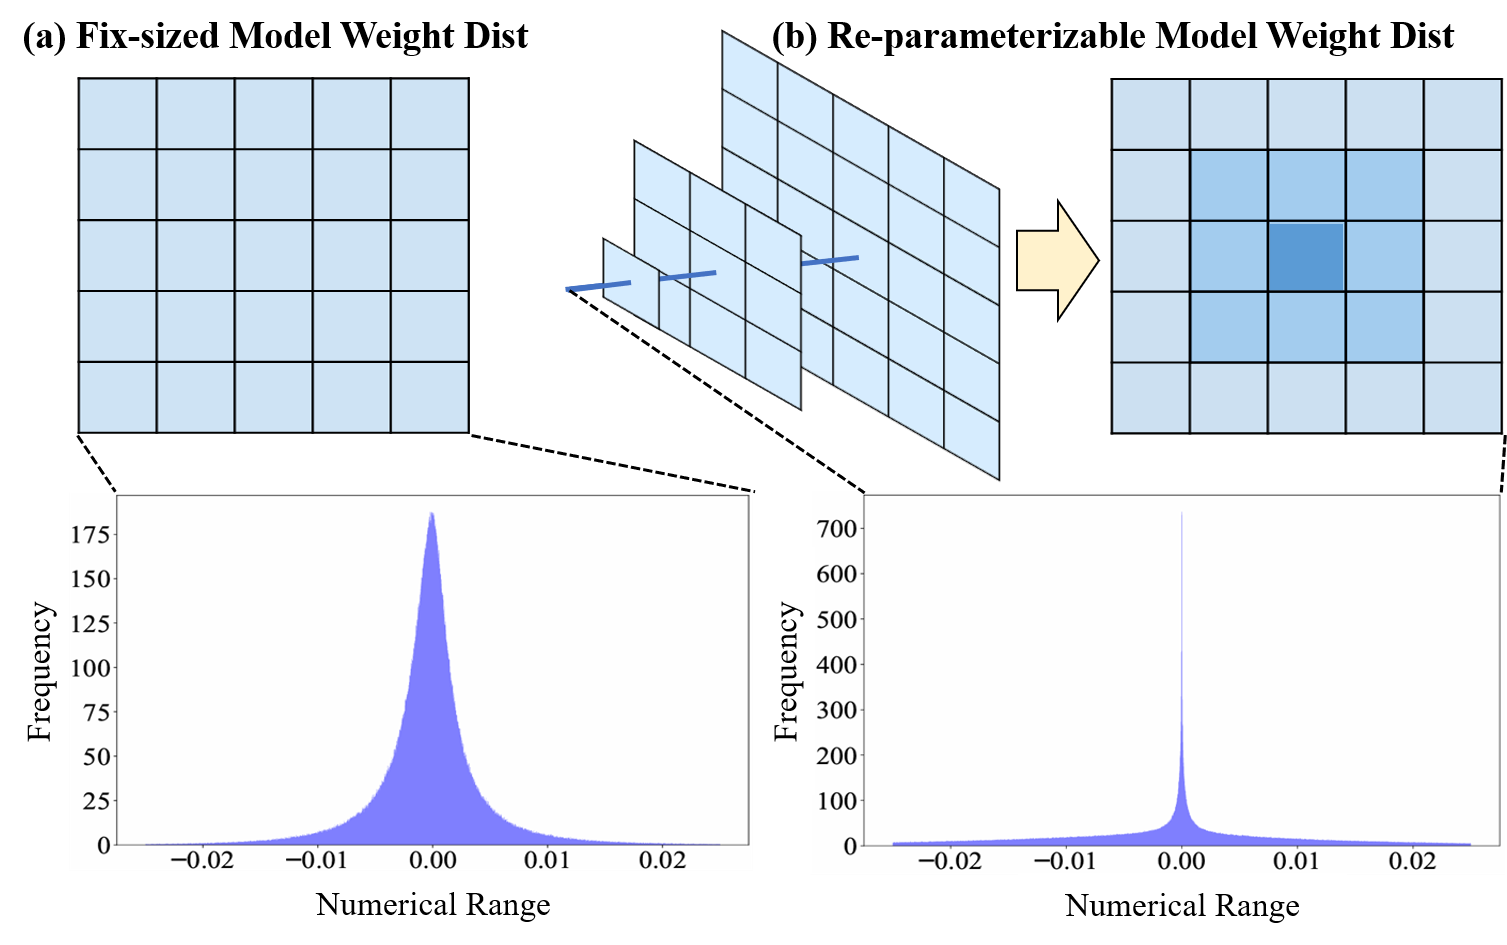 (a) Fix-sized Model Weight Dist
(b) Re-parameterizable Model Weight Dist
Frequency
175
150
125
100
75
50
25
0
−0.02 −0.01 0.00 0.01 0.02
Numerical Range
Frequency
700
600
500
400
300
200
100
0
−0.02 −0.01 0.00 0.01 0.02
Numerical Range